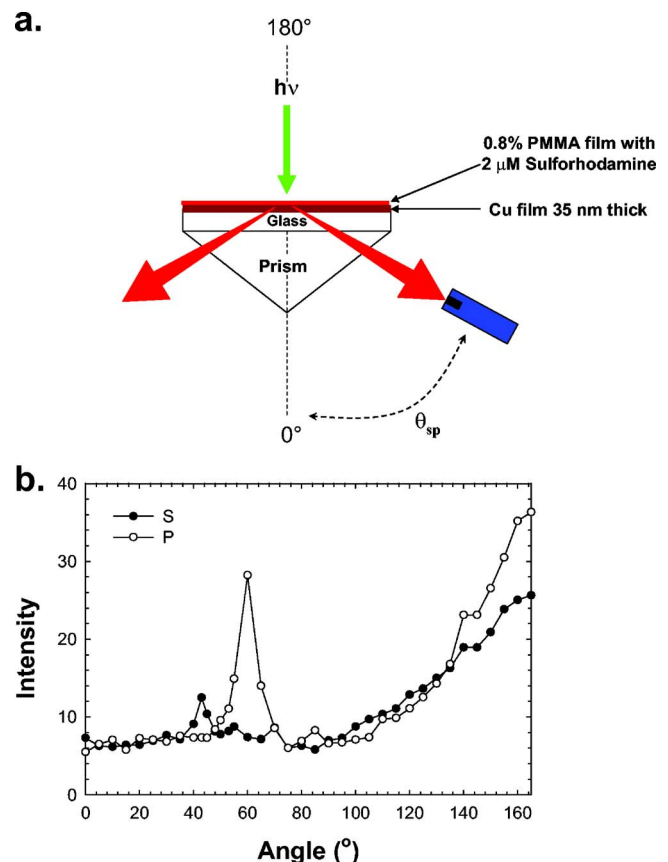 a.
180°
hν
0.8% PMMA film with
2 μM Sulforhodamine
Cu film 35 nm thick
Glass
Prism
0°
θsp
b.
40
30
20
10
0
S
P
Intensity
0 20 40 60 80 100 120 140 160
Angle (°)